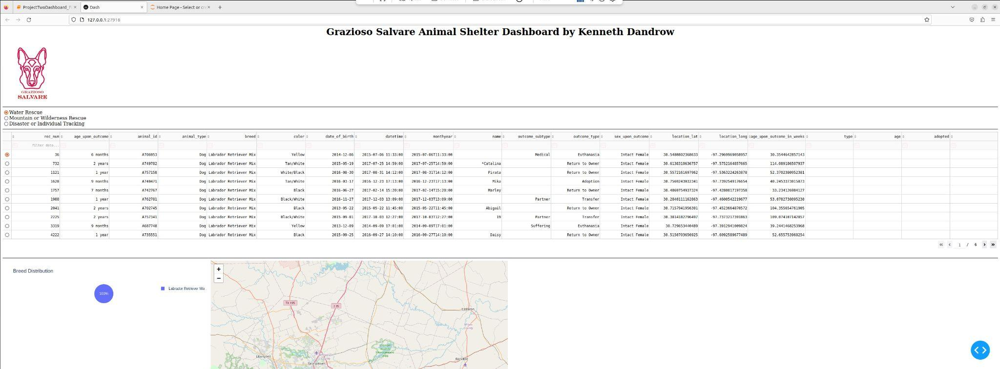 ProjectTwoDashboard_F
Dash
Home Page - Select or cre
127.0.0.1:27918
Grazioso Salvare Animal Shelter Dashboard by Kenneth Dandrow
GRAZIOSO
SALVARE
Water Rescue
Mountain or Wilderness Rescue
Disaster or Individual Tracking
rec_num age_upon_outcome animal_id animal_type breed color date_of_birth datetime monthyear name outcome_subtype outcome_type sex_upon_outcome location_lat location_long age_upon_outcome_in_weeks type age adopted
filter data...
36 6 months A706953 Dog Labrador Retriever Mix Yellow 2014-12-06 2015-07-06 11:33:00 2015-07-06T11:33:00 Medical Euthanasia Intact Female 30.5480802368633 -97.2969969058957 30.3544642857143
732 2 years A749782 Dog Labrador Retriever Mix Tan/White 2015-05-19 2017-07-25 14:59:00 2017-07-25T14:59:00 *Catalina Return to Owner Intact Female 30.6138310636757 -97.5752164857665 114.089186507937
1121 1 year A757158 Dog Labrador Retriever Mix White/Black 2016-08-30 2017-08-31 14:12:00 2017-08-31T14:12:00 Pirata Return to Owner Intact Female 30.5572161697962 -97.5363224263878 52.3702380952381
1628 9 months A740471 Dog Labrador Retriever Mix Tan/White 2016-03-17 2016-12-23 17:13:00 2016-12-23T17:13:00 Mika Adoption Intact Female 30.7569243032341 -97.7392549176654 40.2453373015873
1757 7 months A742767 Dog Labrador Retriever Mix Black 2016-06-27 2017-02-14 15:20:00 2017-02-14T15:20:00 Marley Return to Owner Intact Female 30.4869754937324 -97.4280017197358 33.234126984127
1988 1 year A762781 Dog Labrador Retriever Mix Black/White 2016-11-27 2017-12-03 13:09:00 2017-12-03T13:09:00 Partner Transfer Intact Female 30.2840111162863 -97.4600542219677 53.0782738095238
2041 2 years A702745 Dog Labrador Retriever Mix Black 2013-05-22 2015-05-22 11:45:00 2015-05-22T11:45:00 Abigail Return to Owner Intact Female 30.7157941956301 -97.4523664870572 104.355654761905
2225 2 years A757341 Dog Labrador Retriever Mix Black/White 2015-09-01 2017-10-03 12:27:00 2017-10-03T12:27:00 19 Partner Transfer Intact Female 30.3814182796497 -97.7373217391863 109.074107142857
3319 9 months A687748 Dog Labrador Retriever Mix Yellow 2013-12-09 2014-09-09 17:01:00 2014-09-09T17:01:00 Suffering Euthanasia Intact Female 30.729653440489 -97.3912941009824 39.2441468253968
4222 1 year A735551 Dog Labrador Retriever Mix Black 2015-09-25 2016-09-27 14:10:00 2016-09-27T14:10:00 Daisy Return to Owner Intact Female 30.5150703656925 -97.6092589677489 52.655753968254
1 / 6
Breed Distribution
100%
Labrador Retriever Mix
+
−
TX 195
I 35
Cameron
Milam
County
Granger
Wildlife
Management
Area
Williamson
County
Liberty Hill
Georgetown
Rockdale